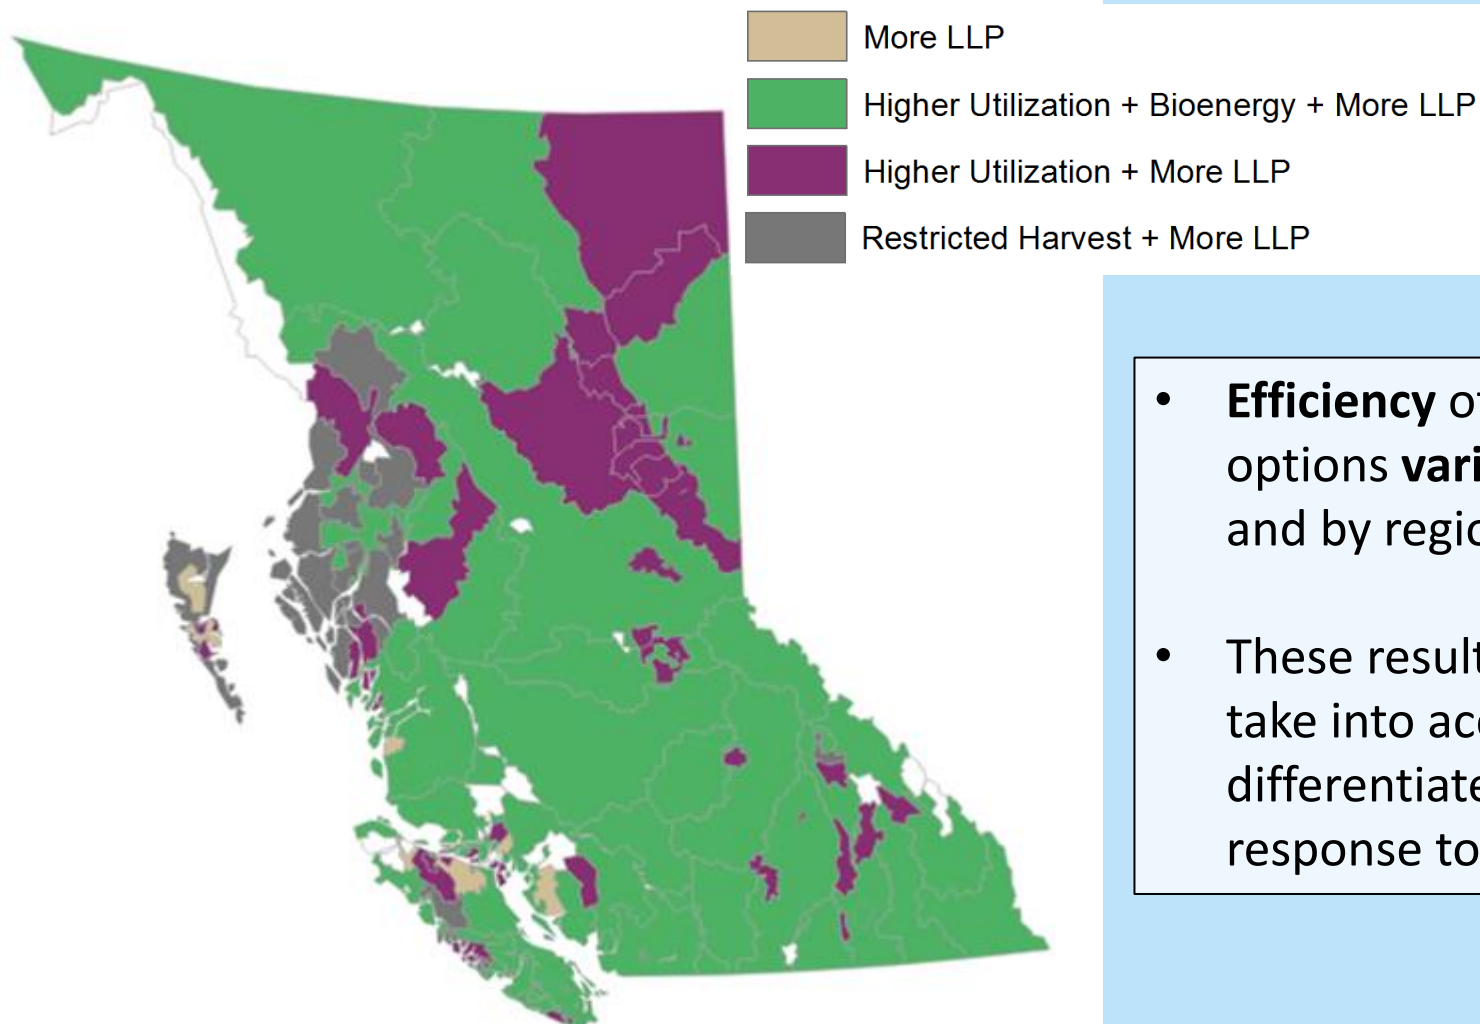 More LLP
Higher Utilization + Bioenergy + More LLP
Higher Utilization + More LLP
Restricted Harvest + More LLP
• Efficiency
options
and by
• These
take into
response to